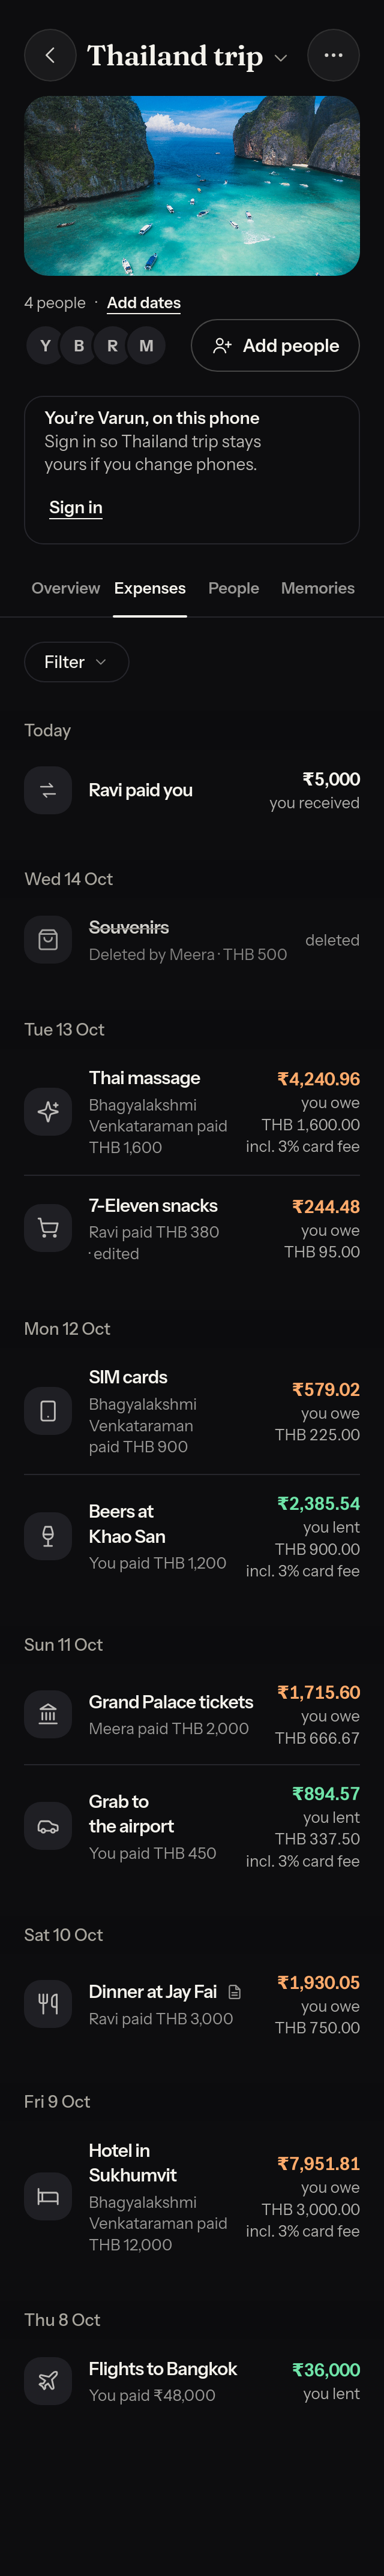 Thailand trip
4 people · Add dates
Y B R M
Add people
You’re Varun, on this phone
Sign in so Thailand trip stays
yours if you change phones.
Sign in
Overview Expenses People Memories
Filter
Today
Ravi paid you
₹5,000
you received
Wed 14 Oct
Souvenirs
Deleted by Meera · THB 500
deleted
Tue 13 Oct
Thai massage
Bhagyalakshmi
Venkataraman paid
THB 1,600
₹4,240.96
you owe
THB 1,600.00
incl. 3% card fee
7-Eleven snacks
Ravi paid THB 380
· edited
₹244.48
you owe
THB 95.00
Mon 12 Oct
SIM cards
Bhagyalakshmi
Venkataraman
paid THB 900
₹579.02
you owe
THB 225.00
Beers at
Khao San
You paid THB 1,200
₹2,385.54
you lent
THB 900.00
incl. 3% card fee
Sun 11 Oct
Grand Palace tickets
Meera paid THB 2,000
₹1,715.60
you owe
THB 666.67
Grab to
the airport
You paid THB 450
₹894.57
you lent
THB 337.50
incl. 3% card fee
Sat 10 Oct
Dinner at Jay Fai
Ravi paid THB 3,000
₹1,930.05
you owe
THB 750.00
Fri 9 Oct
Hotel in
Sukhumvit
Bhagyalakshmi
Venkataraman paid
THB 12,000
₹7,951.81
you owe
THB 3,000.00
incl. 3% card fee
Thu 8 Oct
Flights to Bangkok
You paid ₹48,000
₹36,000
you lent